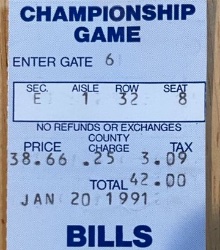 CHAMPIONSHIP
GAME
ENTER GATE 6
SEC. AISLE ROW SEAT
E 1 32 8
NO REFUNDS OR EXCHANGES
COUNTY
PRICE CHARGE TAX
38.66 .25 3.09
TOTAL 42.00
JAN 20 1991
BILLS